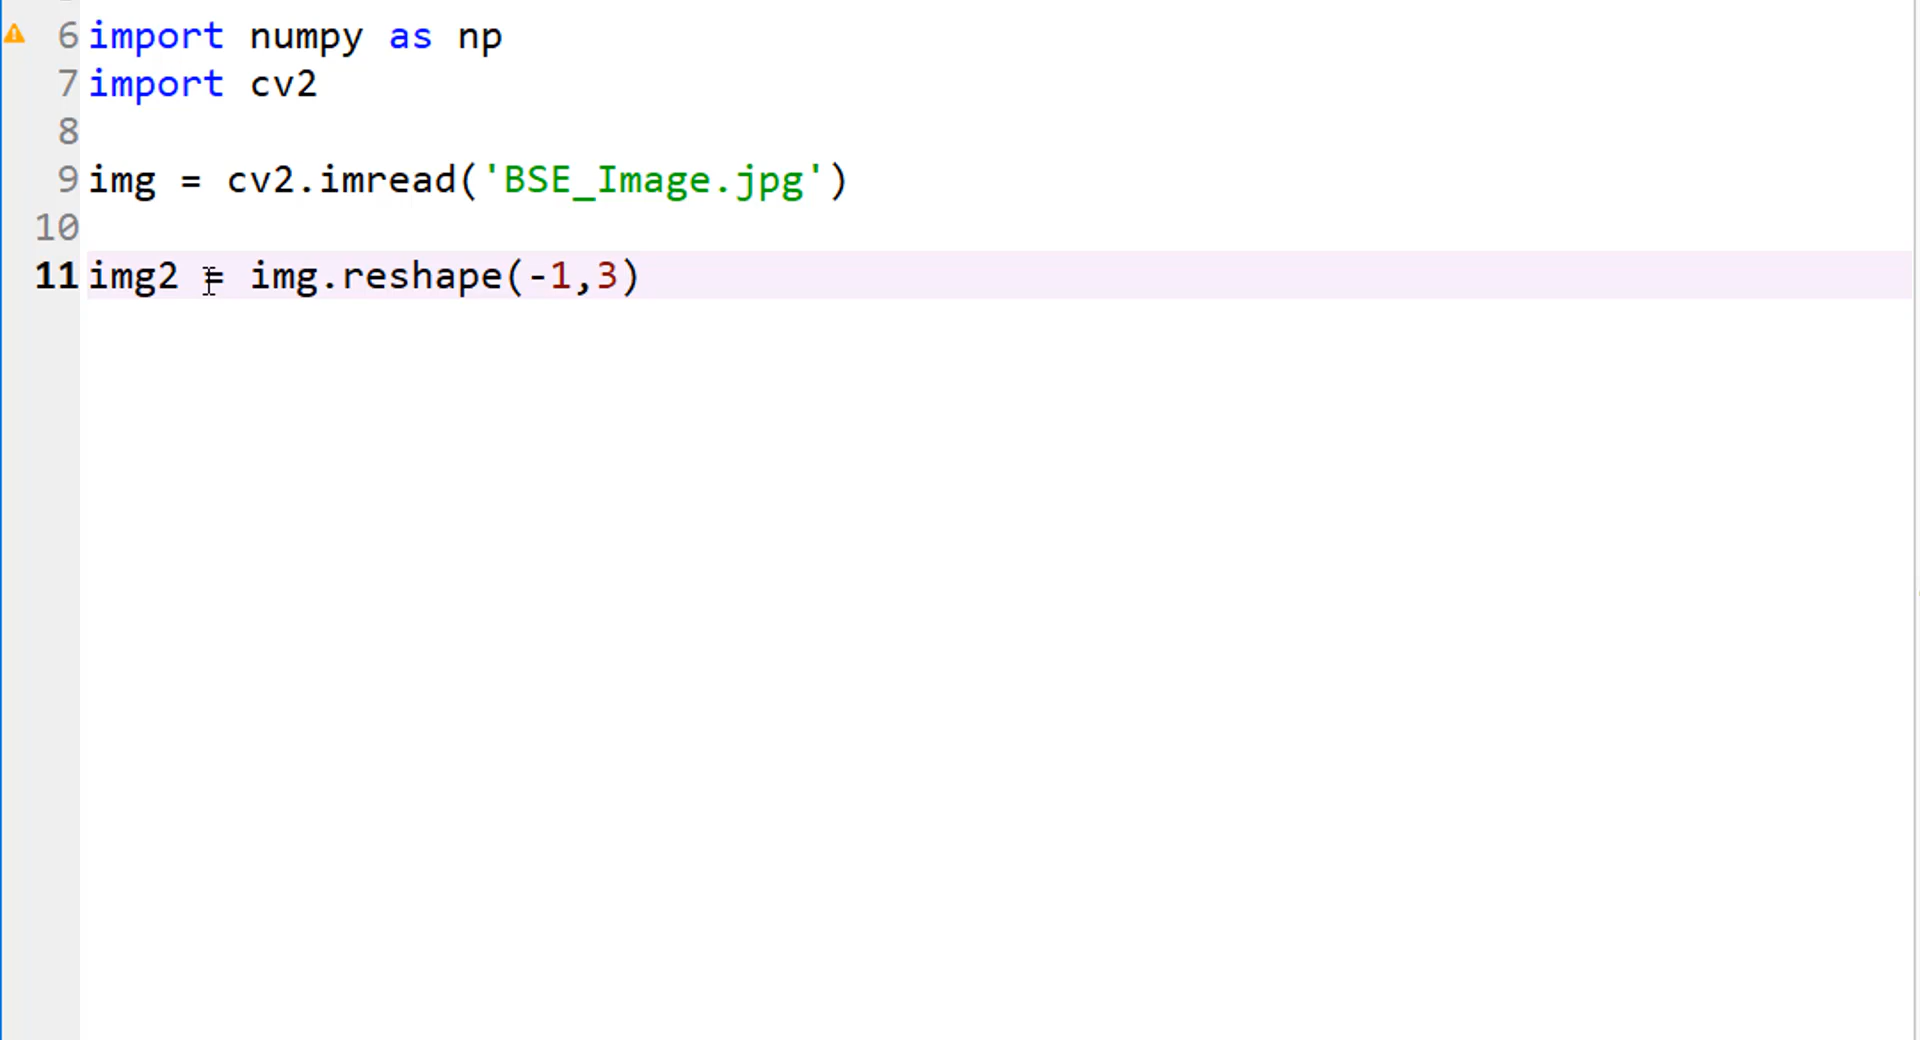 6 import numpy as np
7 import cv2
8
9 img = cv2.imread('BSE_Image.jpg')
10
11 img2 = img.reshape(-1,3)